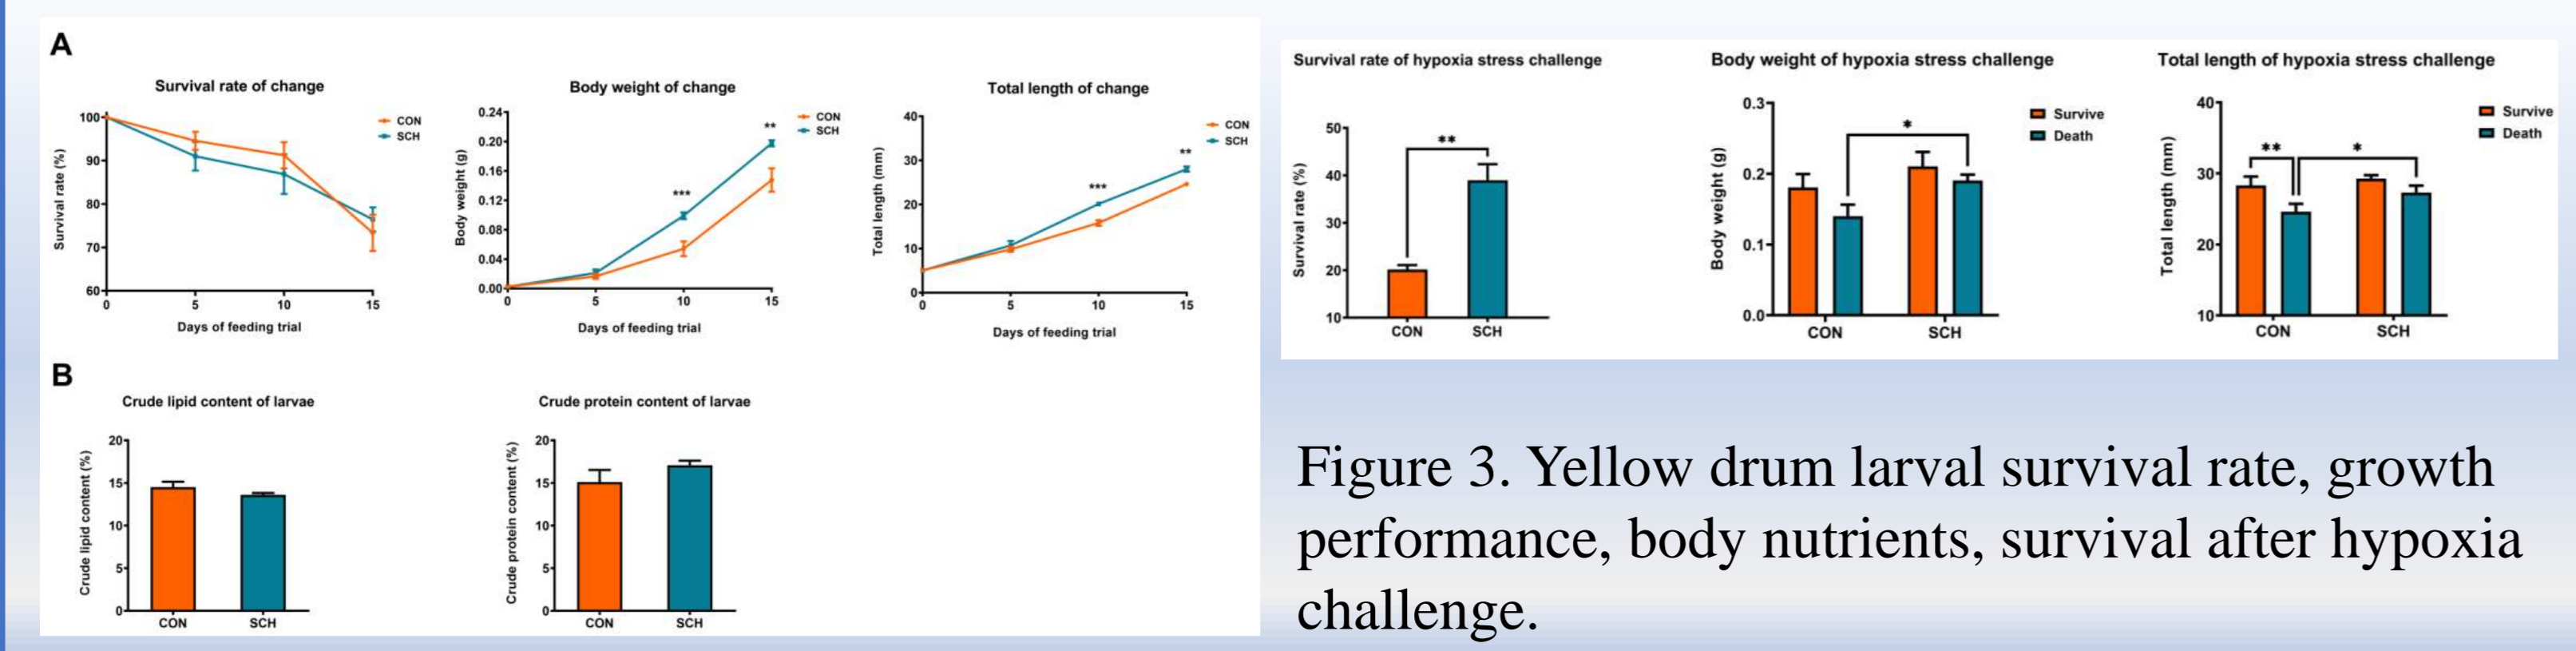 A
Survival rate of change
Survival rate (%)
100
90
80
70
60
0 5 10 15
Days of feeding trial
CON
SCH
Body weight of change
Body weight (g)
0.24
0.20
0.16
0.12
0.08
0.04
0.00
0 5 10 15
Days of feeding trial
***
**
CON
SCH
Total length of change
Total length (mm)
40
30
20
10
0
0 5 10 15
Days of feeding trial
***
**
CON
SCH
B
Crude lipid content of larvae
Crude lipid content (%)
20
15
10
5
0
CON SCH
Crude protein content of larvae
Crude protein content (%)
20
15
10
5
0
CON SCH
Survival rate of hypoxia stress challenge
Survival rate (%)
50
40
30
20
10
**
CON SCH
Body weight of hypoxia stress challenge
Body weight (g)
0.3
0.2
0.1
0.0
*
CON SCH
Survive
Death
Total length of hypoxia stress challenge
Total length (mm)
40
30
20
10
**
*
CON SCH
Survive
Death
Figure 3. Yellow drum larval survival rate, growth
performance, body nutrients, survival after hypoxia
challenge.